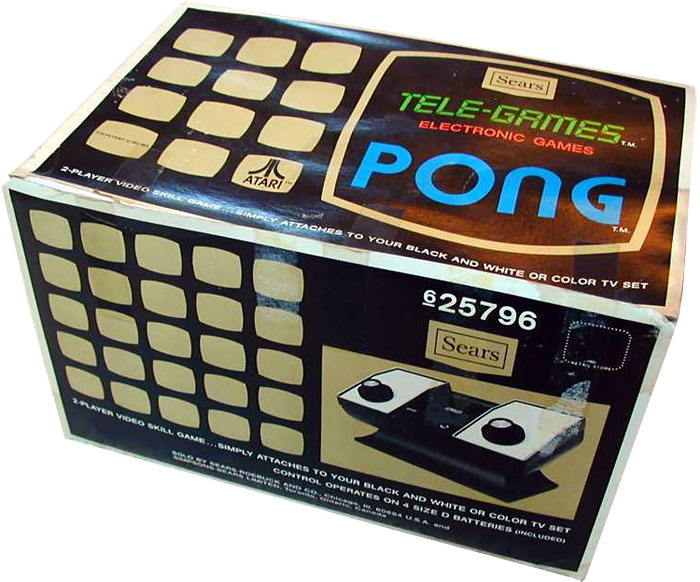 Sears
TELE-GAMES T.M.
ELECTRONIC GAMES
PONG T.M.
ATARI
2-PLAYER VIDEO SKILL GAME...SIMPLY ATTACHES TO YOUR BLACK AND WHITE OR COLOR TV SET
625796
Sears
RETAIL STORE
2-PLAYER VIDEO SKILL GAME...SIMPLY ATTACHES TO YOUR BLACK AND WHITE OR COLOR TV SET
CONTROL OPERATES ON 4 SIZE D BATTERIES (INCLUDED)
SOLD BY SEARS, ROEBUCK AND CO., Chicago, Ill. 60684 U.S.A. and
SIMPSONS-SEARS LIMITED, Toronto, Ontario, Canada